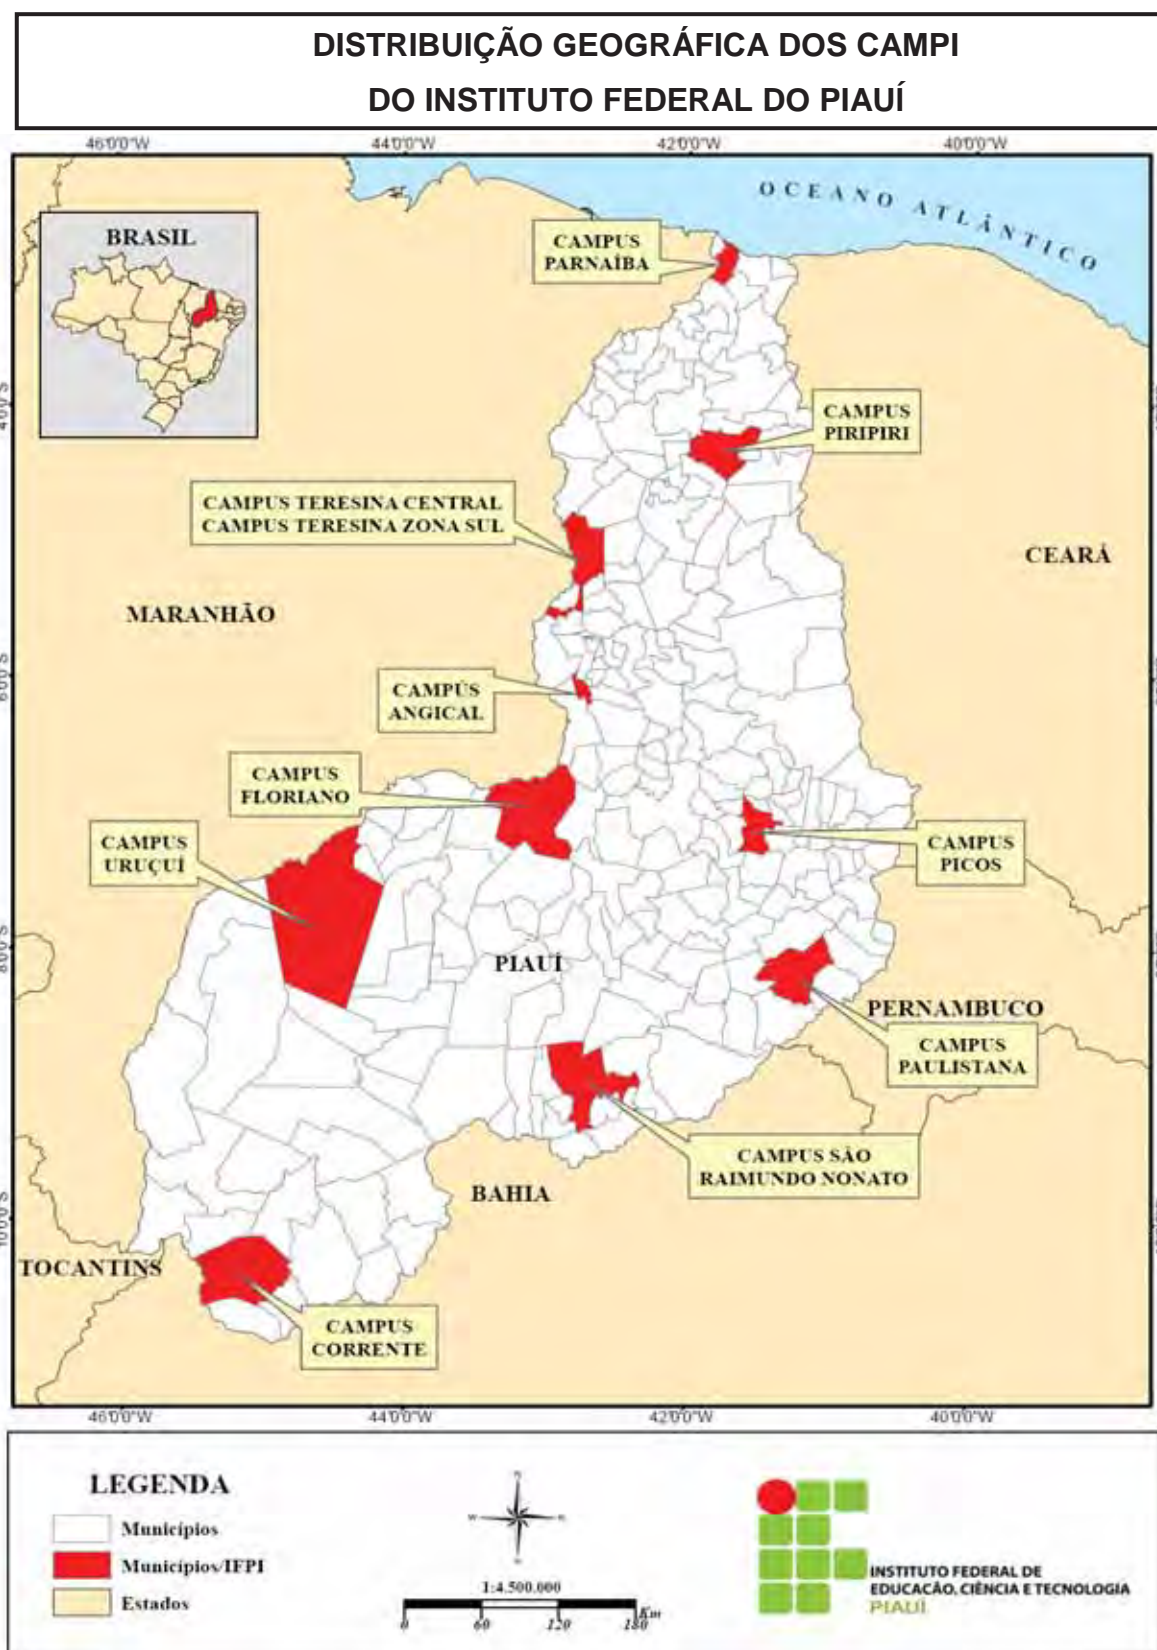 DISTRIBUIÇÃO GEOGRÁFICA DOS CAMPI
DO INSTITUTO FEDERAL DO PIAUÍ
46°0'0"W
44°0'0"W
42°0'0"W
40°0'0"W
OCEANO ATLÂNTICO
BRASIL
CAMPUS
PARNAÍBA
CAMPUS
PIRIPIRI
CAMPUS TERESINA CENTRAL
CAMPUS TERESINA ZONA SUL
CEARÁ
MARANHÃO
CAMPÚS
ANGICAL
CAMPUS
FLORIANO
CAMPUS
URUÇUÍ
CAMPUS
PICOS
PIAUÍ
PERNAMBUCO
CAMPUS
PAULISTANA
CAMPUS SÃO
RAIMUNDO NONATO
BAHIA
TOCANTINS
CAMPUS
CORRENTE
46°0'0"W
44°0'0"W
42°0'0"W
40°0'0"W
LEGENDA
Municípios
Municípios/IFPI
Estados
1:4.500.000
0 60 120 180 Km
INSTITUTO FEDERAL DE
EDUCAÇÃO, CIÊNCIA E TECNOLOGIA
PIAUÍ